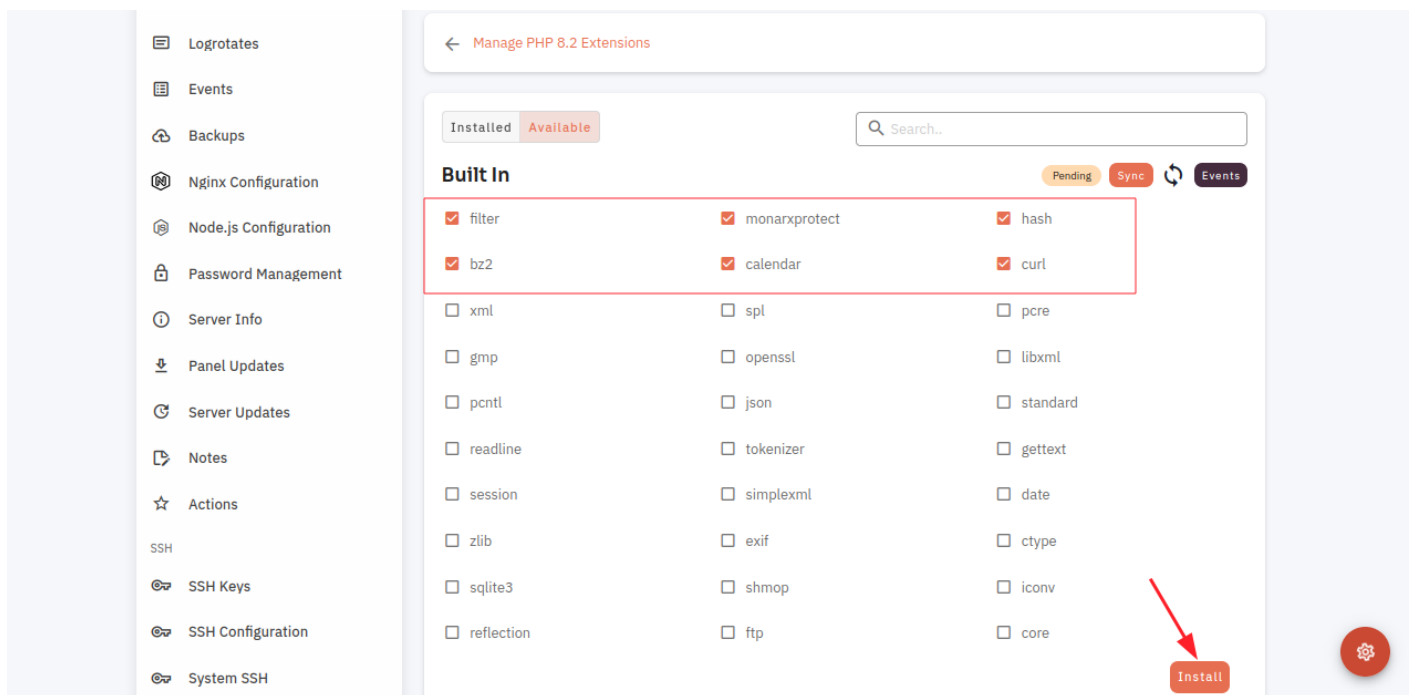 Logrotates
Events
Backups
Nginx Configuration
Node.js Configuration
Password Management
Server Info
Panel Updates
Server Updates
Notes
Actions
SSH
SSH Keys
SSH Configuration
System SSH
Manage PHP 8.2 Extensions
Installed Available
Search..
Built In
Pending Sync Events
filter monarxprotect hash
bz2 calendar curl
xml spl pcre
gmp openssl libxml
pcntl json standard
readline tokenizer gettext
session simplexml date
zlib exif ctype
sqlite3 shmop iconv
reflection ftp core
Install